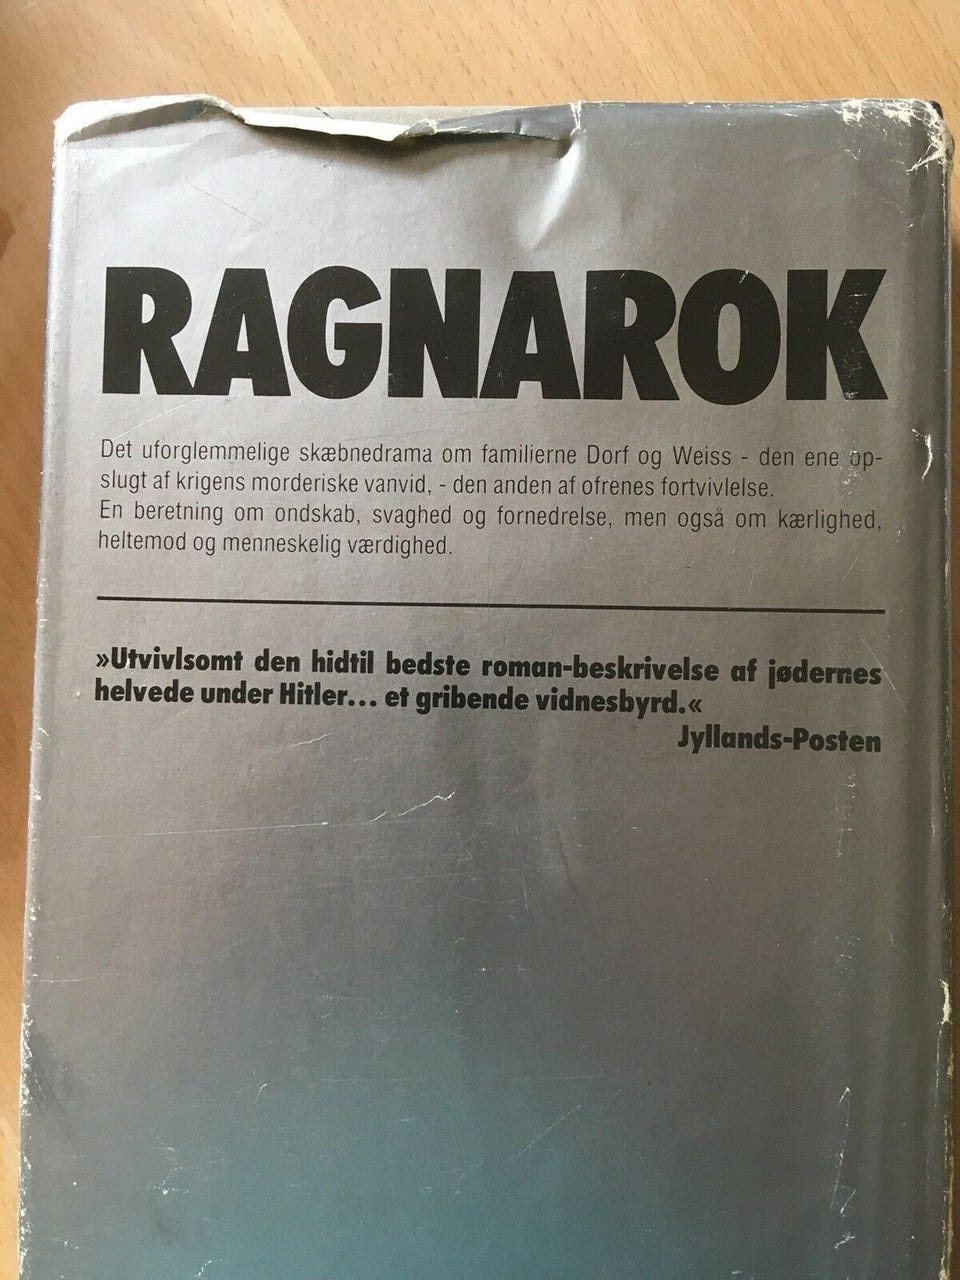 RAGNAROK
Det uforglemmelige skæbnedrama om familierne Dorf og Weiss - den ene op-
slugt af krigens morderiske vanvid, - den anden af ofrenes fortvivlelse.
En beretning om ondskab, svaghed og fornedrelse, men også om kærlighed,
heltemod og menneskelig værdighed.
»Utvivlsomt den hidtil bedste roman-beskrivelse af jødernes
helvede under Hitler... et gribende vidnesbyrd.«
Jyllands-Posten